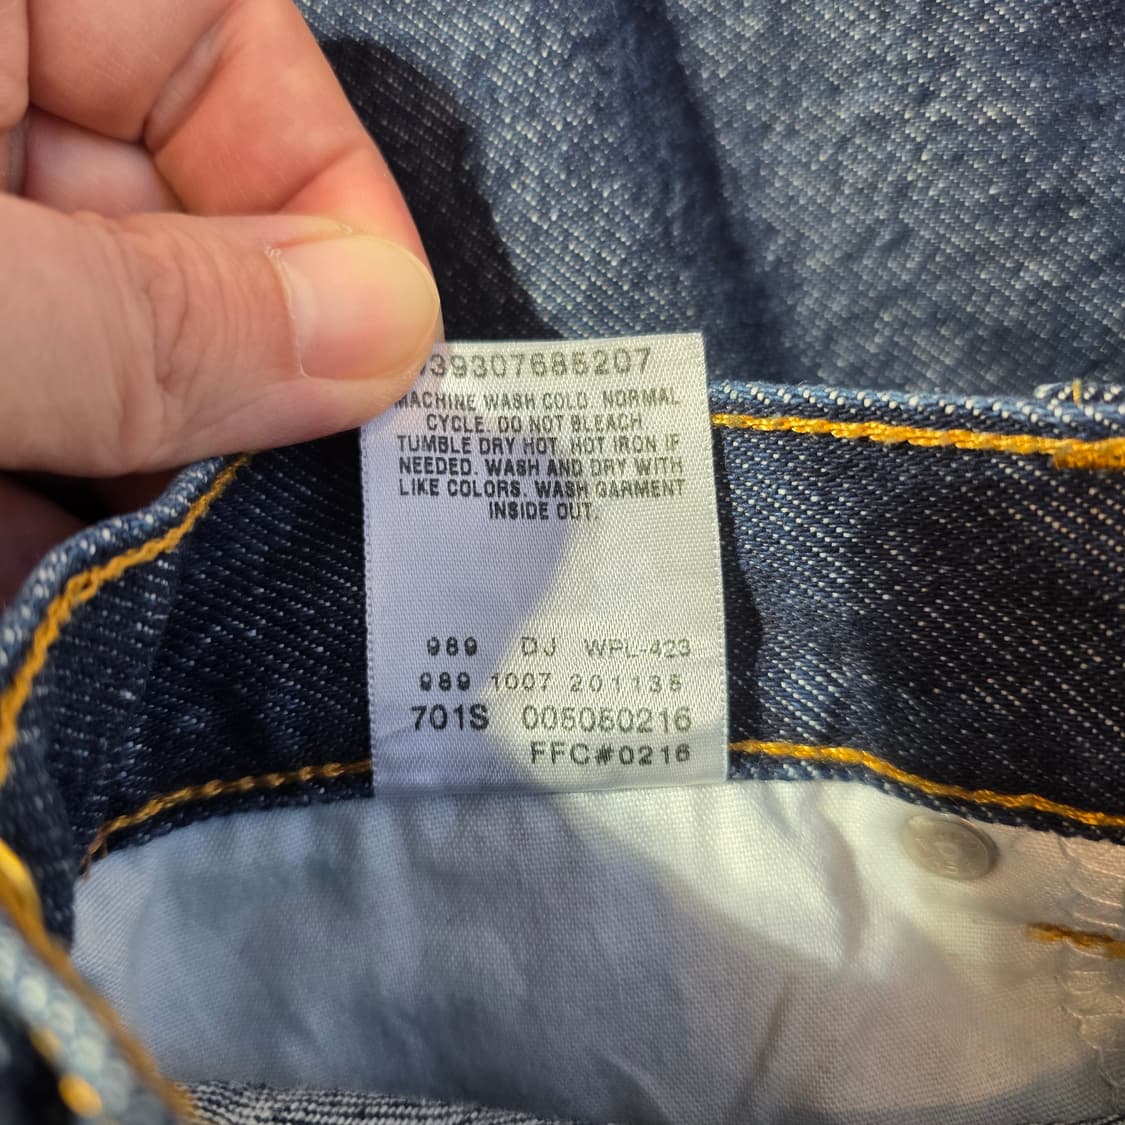 39307685207
MACHINE WASH COLD. NORMAL
CYCLE. DO NOT BLEACH.
TUMBLE DRY HOT. HOT IRON IF
NEEDED. WASH AND DRY WITH
LIKE COLORS. WASH GARMENT
INSIDE OUT.
989 DJ WPL-423
989 1007 201135
701S 005050216
FFC#0216